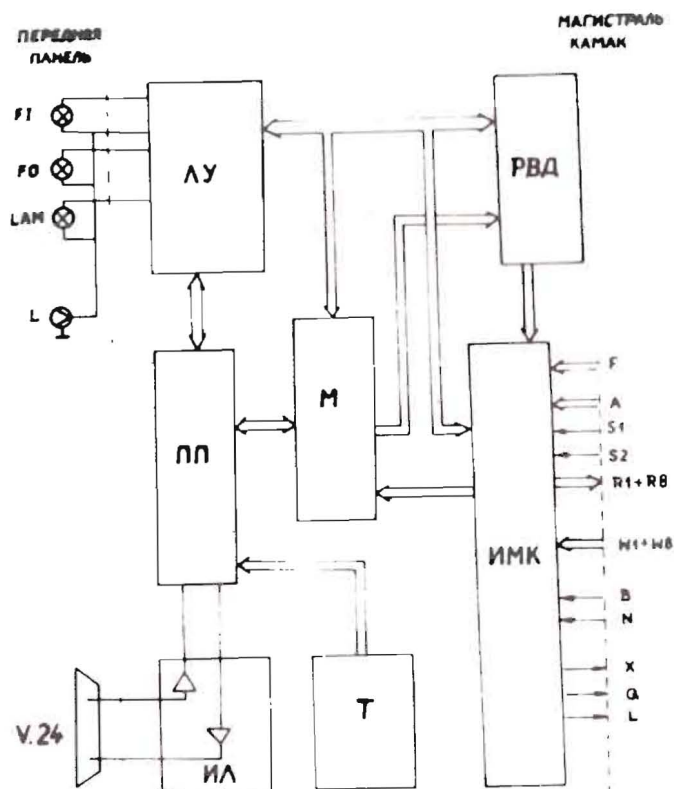 ПЕРЕДНЯЯ
ПАНЕЛЬ
МАГИСТРАЛЬ
КАМАК
F1
F0
LAM
L
ЛУ
РВД
М
ПП
ИМК
F
A
S1
S2
R1÷R8
W1÷W8
B
N
X
Q
L
V.24
ИЛ
Т